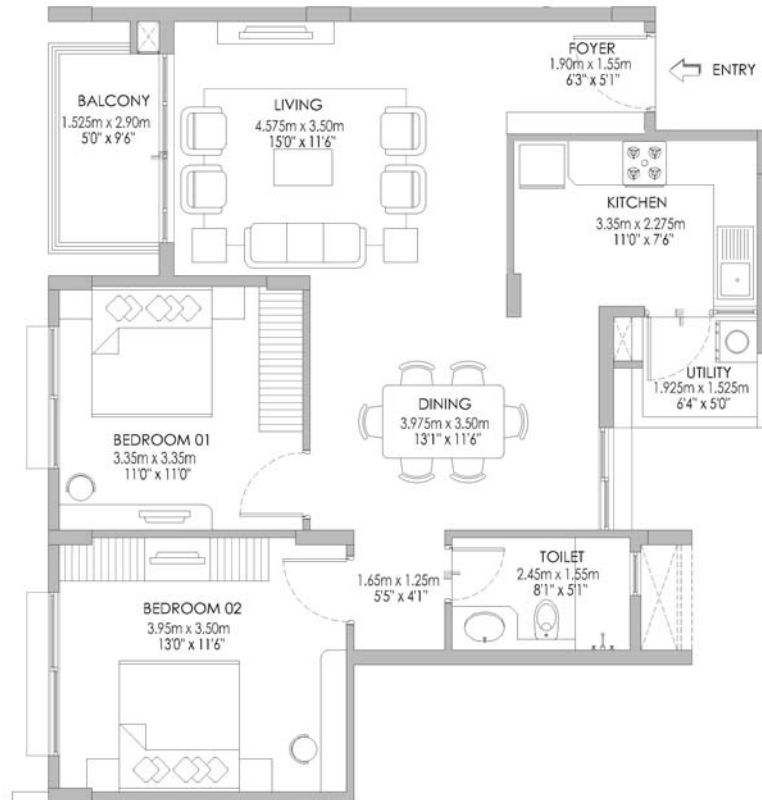 FOYER
1.90m x 1.55m
6'3" x 5'1"
ENTRY
BALCONY
1.525m x 2.90m
5'0" x 9'6"
LIVING
4.575m x 3.50m
15'0" x 11'6"
KITCHEN
3.35m x 2.275m
11'0" x 7'6"
UTILITY
1.925m x 1.525m
6'4" x 5'0"
DINING
3.975m x 3.50m
13'1" x 11'6"
BEDROOM 01
3.35m x 3.35m
11'0" x 11'0"
TOILET
2.45m x 1.55m
8'1" x 5'1"
1.65m x 1.25m
5'5" x 4'1"
BEDROOM 02
3.95m x 3.50m
13'0" x 11'6"